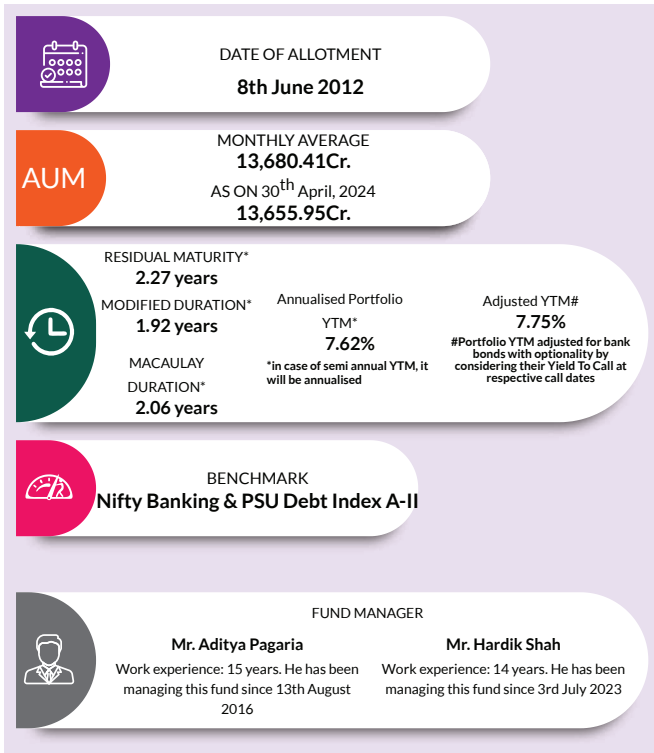 DATE OF ALLOTMENT
8th June 2012
AUM
MONTHLY AVERAGE
13,680.41Cr.
AS ON 30th April, 2024
13,655.95Cr.
RESIDUAL MATURITY*
2.27 years
MODIFIED DURATION*
1.92 years
MACAULAY
DURATION*
2.06 years
Annualised Portfolio
YTM*
7.62%
*in case of semi annual YTM, it
will be annualised
Adjusted YTM#
7.75%
#Portfolio YTM adjusted for bank
bonds with optionality by
considering their Yield To Call at
respective call dates
BENCHMARK
Nifty Banking & PSU Debt Index A-II
FUND MANAGER
Mr. Aditya Pagaria
Work experience: 15 years. He has been
managing this fund since 13th August
2016
Mr. Hardik Shah
Work experience: 14 years. He has been
managing this fund since 3rd July 2023